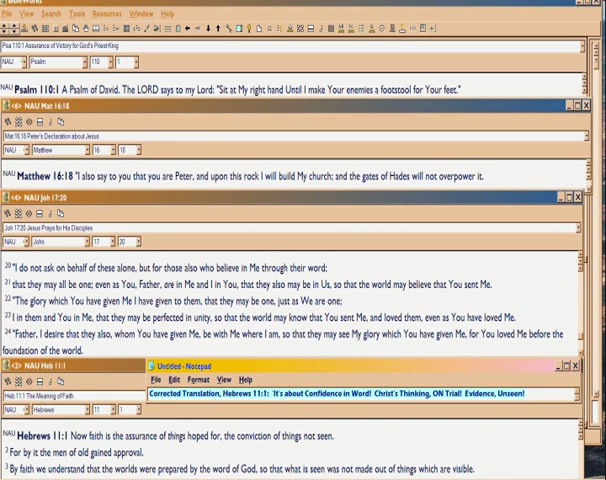 BibleWorks
File View Search Tools Resources Window Help
Psa 110:1 Assurance of Victory for God's Priest-King
NAU Psalm 110 1
NAU Psalm 110:1 A Psalm of David. The LORD says to my Lord: "Sit at My right hand Until I make Your enemies a footstool for Your feet."
<6> NAU Mat 16:18
Mat 16:18 Peter's Declaration about Jesus
NAU Matthew 16 18
NAU Matthew 16:18 "I also say to you that you are Peter, and upon this rock I will build My church; and the gates of Hades will not overpower it.
NAU Joh 17:20
Joh 17:20 Jesus Prays for His Disciples
NAU John 17 20
20 "I do not ask on behalf of these alone, but for those also who believe in Me through their word;
21 that they may all be one; even as You, Father, are in Me and I in You, that they also may be in Us, so that the world may believe that You sent Me.
22 "The glory which You have given Me I have given to them, that they may be one, just as We are one;
23 I in them and You in Me, that they may be perfected in unity, so that the world may know that You sent Me, and loved them, even as You have loved Me.
24 "Father, I desire that they also, whom You have given Me, be with Me where I am, so that they may see My glory which You have given Me, for You loved Me before the
foundation of the world.
<2> NAU Heb 11:1
Untitled - Notepad
File Edit Format View Help
Heb 11:1 The Meaning of Faith
Corrected Translation, Hebrews 11:1: 'It's about Confidence in Word! Christ's Thinking, ON Trial! Evidence, Unseen!
NAU Hebrews 11 1
NAU Hebrews 11:1 Now faith is the assurance of things hoped for, the conviction of things not seen.
2 For by it the men of old gained approval.
3 By faith we understand that the worlds were prepared by the word of God, so that what is seen was not made out of things which are visible.